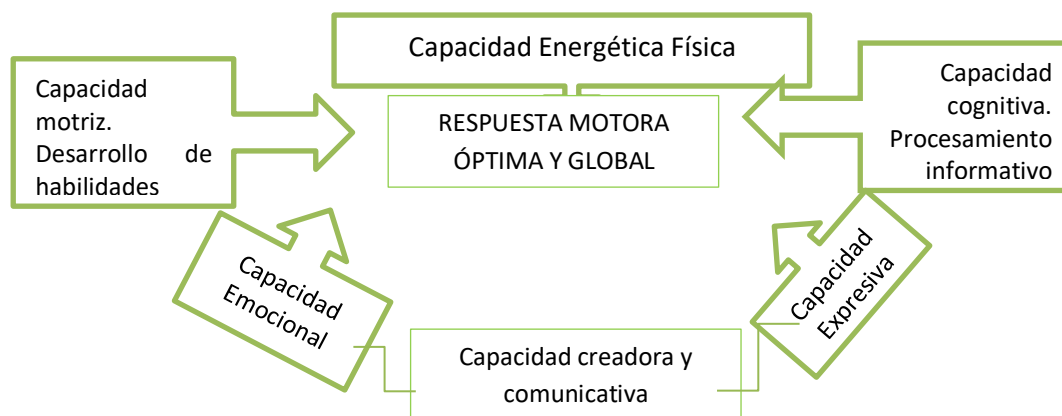 Capacidad Energética Física
Capacidad
motriz.
Desarrollo de
habilidades
RESPUESTA MOTORA
ÓPTIMA Y GLOBAL
Capacidad
cognitiva.
Procesamiento
informativo
Capacidad
Emocional
Capacidad
Expresiva
Capacidad creadora y
comunicativa